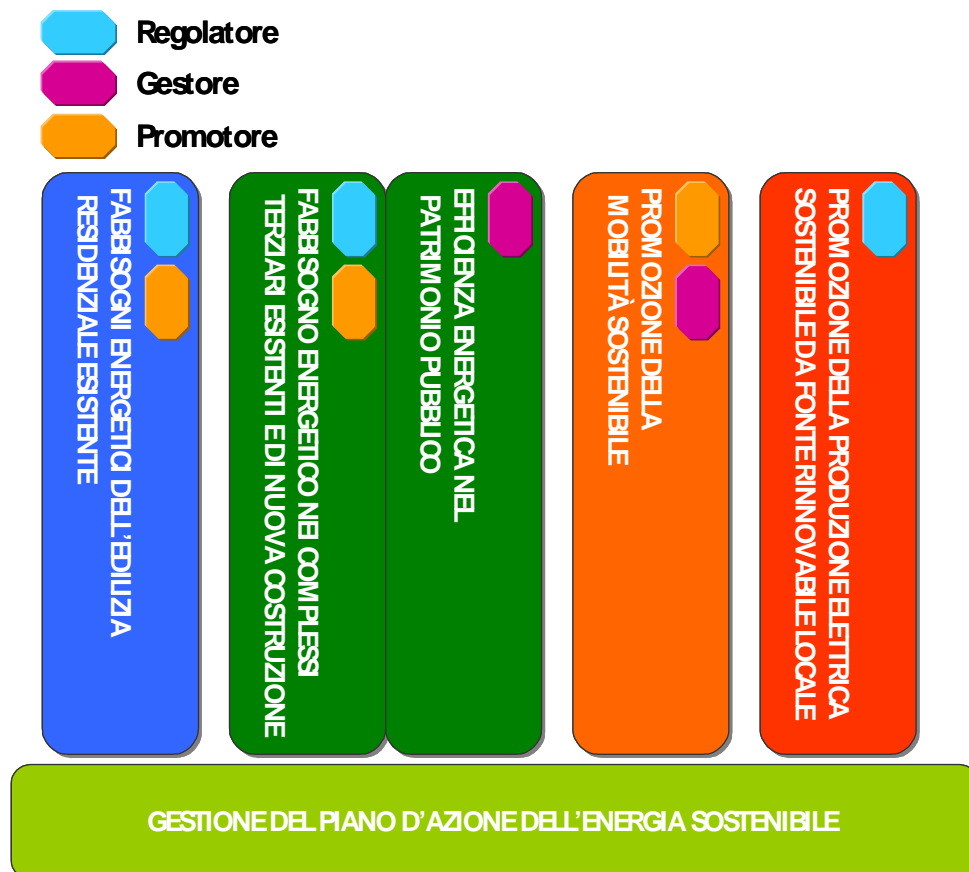 Regolatore
Gestore
Promotore
FABBISOGNI ENERGETICI DELL'EDILIZIA
RESIDENZIALE ESISTENTE
FABBISOGNO ENERGETICO NEI COMPLESSI
TERZIARI ESISTENTI E DI NUOVA COSTRUZIONE
EFFICIENZA ENERGETICA NEL
PATRIMONIO PUBBLICO
PROMOZIONE DELLA
MOBILITÀ SOSTENIBILE
PROMOZIONE DELLA PRODUZIONE ELETTRICA
SOSTENIBILE DA FONTE RINNOVABILE LOCALE
GESTIONE DEL PIANO D'AZIONE DELL'ENERGIA SOSTENIBILE